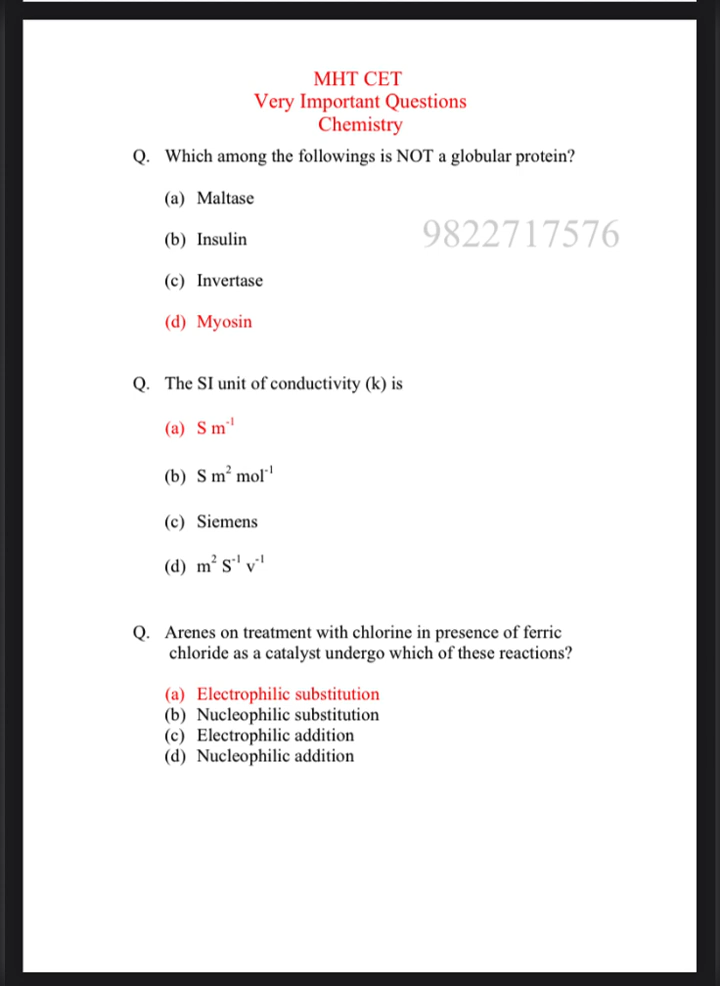 MHT CET
Very Important Questions
Chemistry
Q. Which among the followings is NOT a globular protein?
(a) Maltase
9822717576
(b) Insulin
(c) Invertase
(d) Myosin
Q. The SI unit of conductivity (k) is
(a) S m⁻¹
(b) S m² mol⁻¹
(c) Siemens
(d) m² S⁻¹ v⁻¹
Q. Arenes on treatment with chlorine in presence of ferric
chloride as a catalyst undergo which of these reactions?
(a) Electrophilic substitution
(b) Nucleophilic substitution
(c) Electrophilic addition
(d) Nucleophilic addition